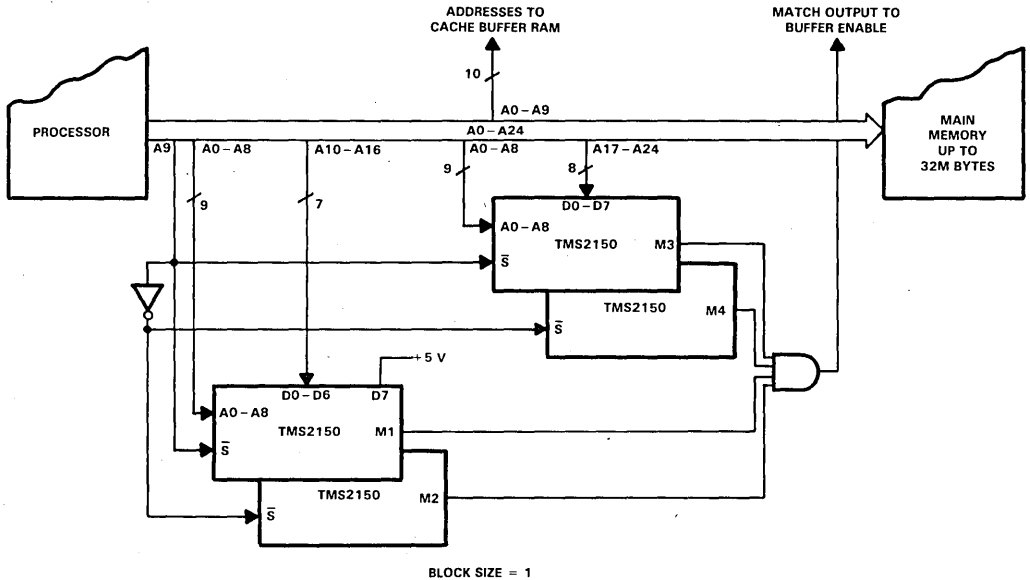 ADDRESSES TO
CACHE BUFFER RAM
MATCH OUTPUT TO
BUFFER ENABLE
10
A0–A9
PROCESSOR
A0–A24
MAIN
MEMORY
UP TO
32M BYTES
A9
A0–A8
A10–A16
A0–A8
A17–A24
9
7
9
8
D0–D7
A0–A8
TMS2150
M3
S̅
TMS2150
M4
S̅
+5 V
D0–D6
D7
A0–A8
TMS2150
M1
S̅
TMS2150
M2
S̅
BLOCK SIZE = 1